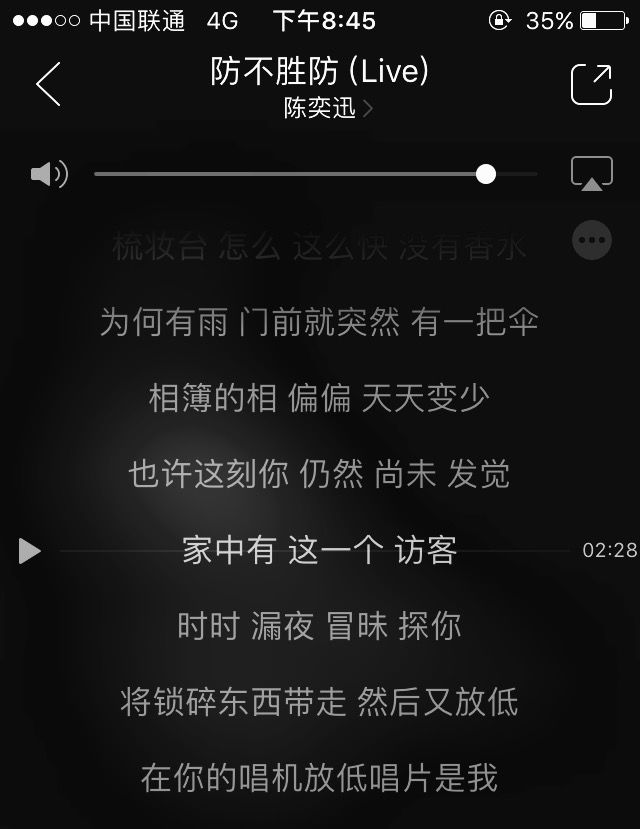 中国联通 4G 下午8:45 35%
防不胜防 (Live)
陈奕迅
梳妆台 怎么 这么快 没有香水
为何有雨 门前就突然 有一把伞
相簿的相 偏偏 天天变少
也许这刻你 仍然 尚未 发觉
家中有 这一个 访客 02:28
时时 漏夜 冒昧 探你
将锁碎东西带走 然后又放低
在你的唱机放低唱片是我